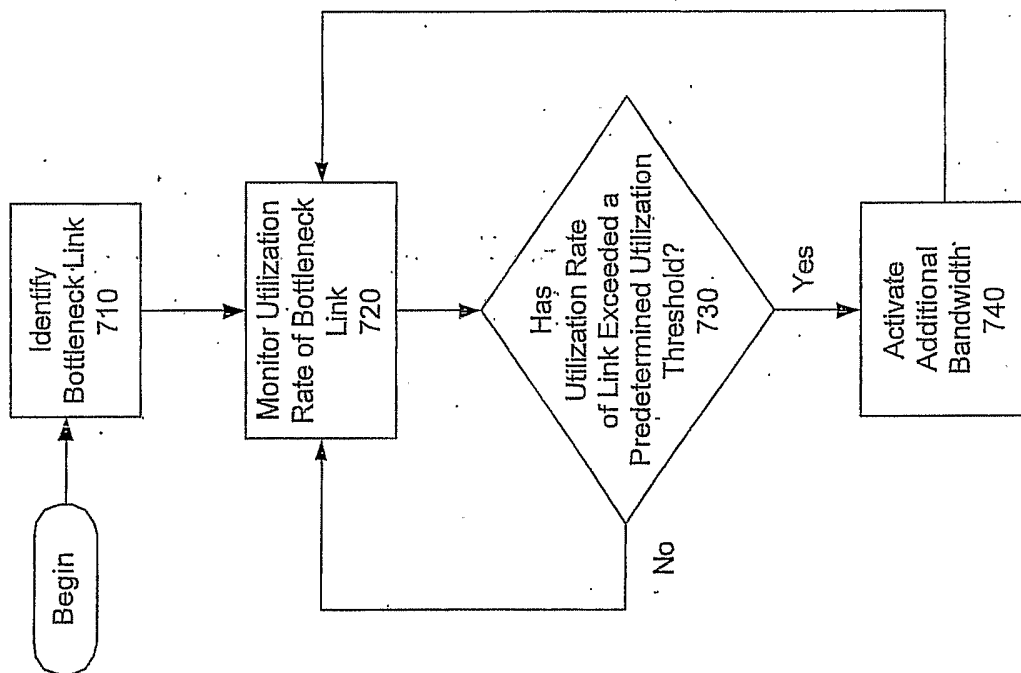 Begin
Identify
Bottleneck Link
710
Monitor Utilization
Rate of Bottleneck
Link
720
Has
Utilization Rate
of Link Exceeded a
Predetermined Utilization
Threshold?
730
No
Yes
Activate
Additional
Bandwidth
740